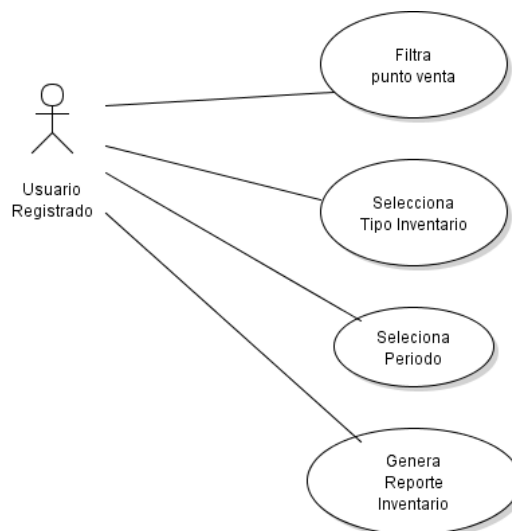 Filtra
punto venta
Usuario
Registrado
Selecciona
Tipo Inventario
Seleciona
Periodo
Genera
Reporte
Inventario